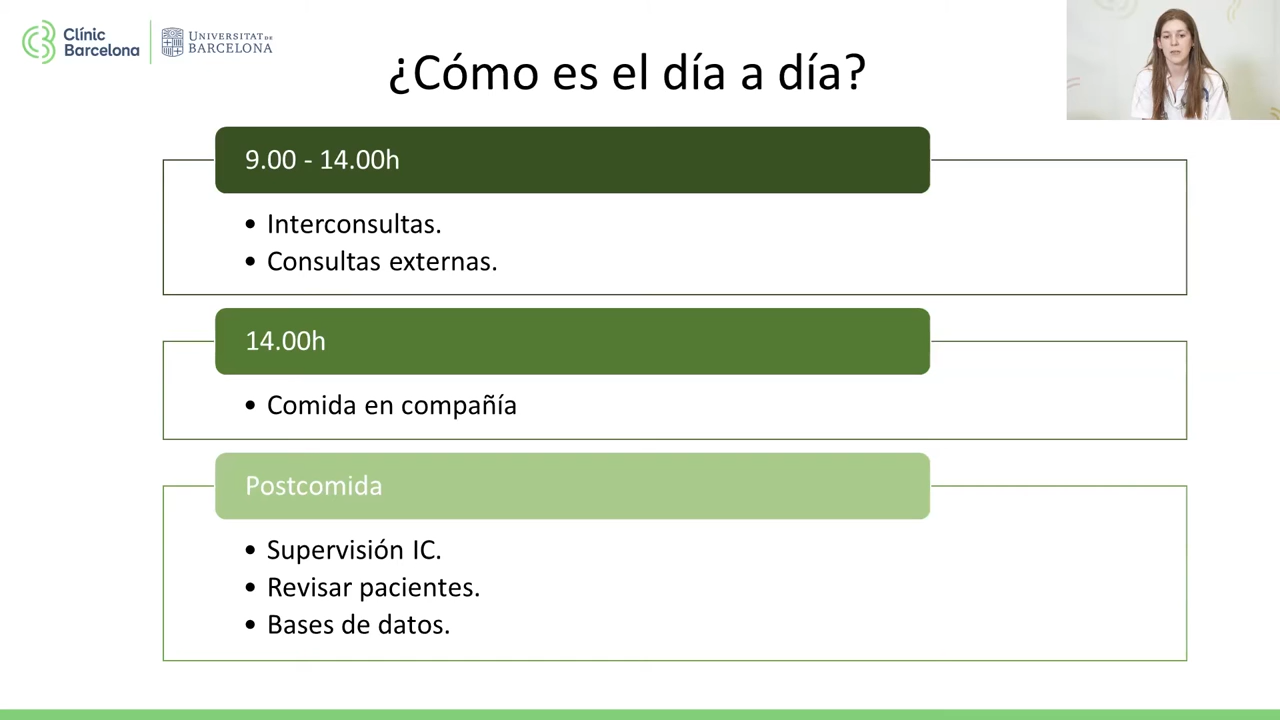 Clínic
Barcelona
UNIVERSITAT DE
BARCELONA
¿Cómo es el día a día?
9.00 - 14.00h
• Interconsultas.
• Consultas externas.
14.00h
• Comida en compañía
Postcomida
• Supervisión IC.
• Revisar pacientes.
• Bases de datos.